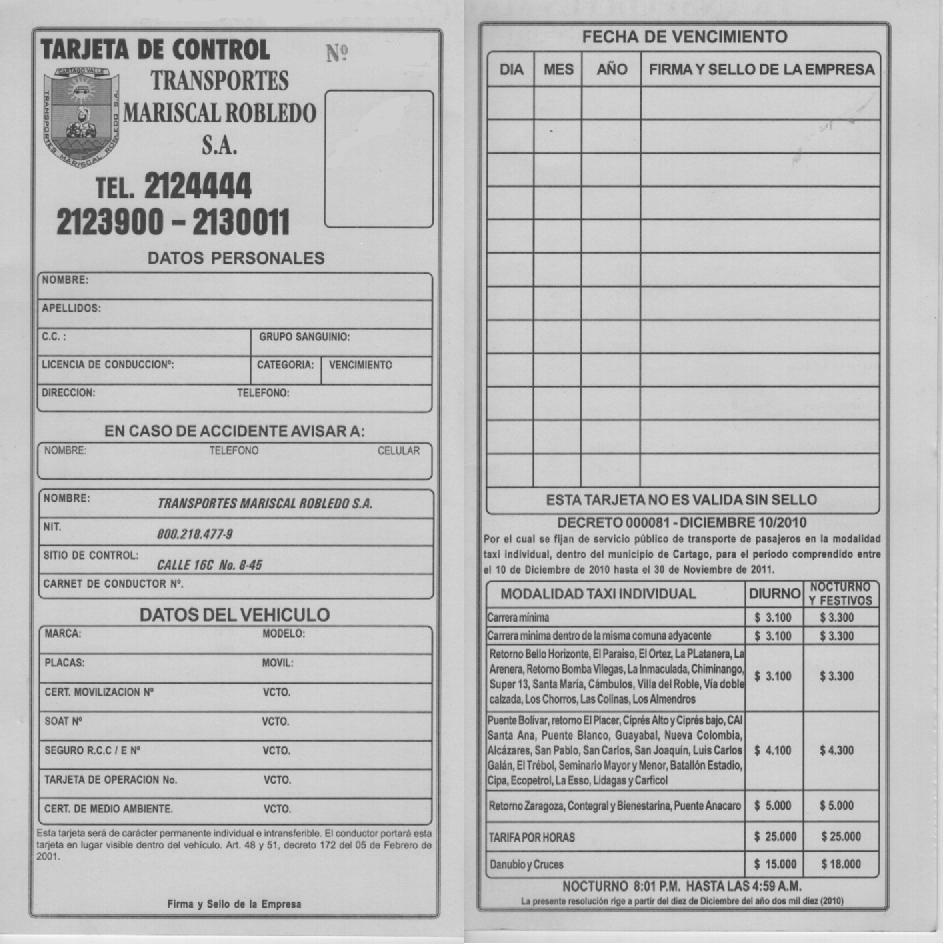 TARJETA DE CONTROL Nº
CARTAGO VALLE
TRANSPORTES MARISCAL ROBLEDO S.A.
TRANSPORTES
MARISCAL ROBLEDO
S.A.
TEL. 2124444
2123900 – 2130011
DATOS PERSONALES
NOMBRE:
APELLIDOS:
C.C. : GRUPO SANGUINIO:
LICENCIA DE CONDUCCIONº: CATEGORIA: VENCIMIENTO
DIRECCION: TELEFONO:
EN CASO DE ACCIDENTE AVISAR A:
NOMBRE: TELEFONO CELULAR
NOMBRE: TRANSPORTES MARISCAL ROBLEDO S.A.
NIT. 800.218.477-9
SITIO DE CONTROL: CALLE 16C No. 8-45
CARNET DE CONDUCTOR Nº.
DATOS DEL VEHICULO
MARCA: MODELO:
PLACAS: MOVIL:
CERT. MOVILIZACION Nº VCTO.
SOAT Nº VCTO.
SEGURO R.C.C / E Nº VCTO.
TARJETA DE OPERACION No. VCTO.
CERT. DE MEDIO AMBIENTE. VCTO.
Esta tarjeta será de carácter permanente individual e intransferible. El conductor portará esta
tarjeta en lugar visible dentro del vehículo. Art. 48 y 51, decreto 172 del 05 de Febrero de
2001.
Firma y Sello de la Empresa
FECHA DE VENCIMIENTO
DIA MES AÑO FIRMA Y SELLO DE LA EMPRESA
ESTA TARJETA NO ES VALIDA SIN SELLO
DECRETO 000081 - DICIEMBRE 10/2010
Por el cual se fijan de servicio público de transporte de pasajeros en la modalidad
taxi individual, dentro del municipio de Cartago, para el periodo comprendido entre
el 10 de Diciembre de 2010 hasta el 30 de Noviembre de 2011.
MODALIDAD TAXI INDIVIDUAL DIURNO NOCTURNO
Y FESTIVOS
Carrera mínima $ 3.100 $ 3.300
Carrera mínima dentro de la misma comuna adyacente $ 3.100 $ 3.300
Retorno Bello Horizonte, El Paraiso, El Ortez, La PLatanera, La
Arenera, Retorno Bomba Villegas, La Inmaculada, Chiminango,
Super 13, Santa María, Cámbulos, Villa del Roble, Vía doble
calzada, Los Chorros, Las Colinas, Los Almendros $ 3.100 $ 3.300
Puente Bolivar, retorno El Placer, Ciprés Alto y Ciprés bajo, CAI
Santa Ana, Puente Blanco, Guayabal, Nueva Colombia,
Alcázares, San Pablo, San Carlos, San Joaquín, Luis Carlos
Galán, El Trébol, Seminario Mayor y Menor, Batallón Estadio,
Cipa, Ecopetrol, La Esso, Lidagas y Carficol $ 4.100 $ 4.300
Retorno Zaragoza, Contegral y Bienestarina, Puente Anacaro $ 5.000 $ 5.000
TARIFA POR HORAS $ 25.000 $ 25.000
Danubio y Cruces $ 15.000 $ 18.000
NOCTURNO 8:01 P.M. HASTA LAS 4:59 A.M.
La presente resolución rige a partir del diez de Diciembre del año dos mil diez (2010)